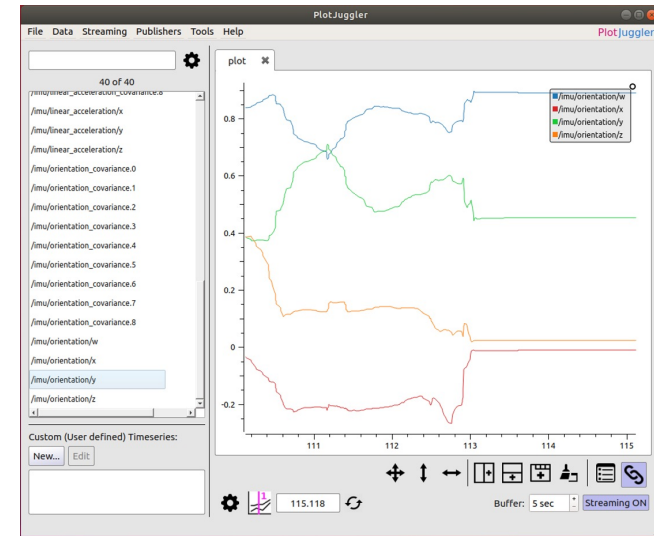 PlotJuggler
File Data Streaming Publishers Tools Help
PlotJuggler
40 of 40
/imu/linear_acceleration_covariance.8
/imu/linear_acceleration/x
/imu/linear_acceleration/y
/imu/linear_acceleration/z
/imu/orientation_covariance.0
/imu/orientation_covariance.1
/imu/orientation_covariance.2
/imu/orientation_covariance.3
/imu/orientation_covariance.4
/imu/orientation_covariance.5
/imu/orientation_covariance.6
/imu/orientation_covariance.7
/imu/orientation_covariance.8
/imu/orientation/w
/imu/orientation/x
/imu/orientation/y
/imu/orientation/z
Custom (User defined) Timeseries:
New... Edit
plot
/imu/orientation/w
/imu/orientation/x
/imu/orientation/y
/imu/orientation/z
0.8
0.6
0.4
0.2
0
-0.2
111 112 113 114 115
1
115.118
Buffer: 5 sec
Streaming ON